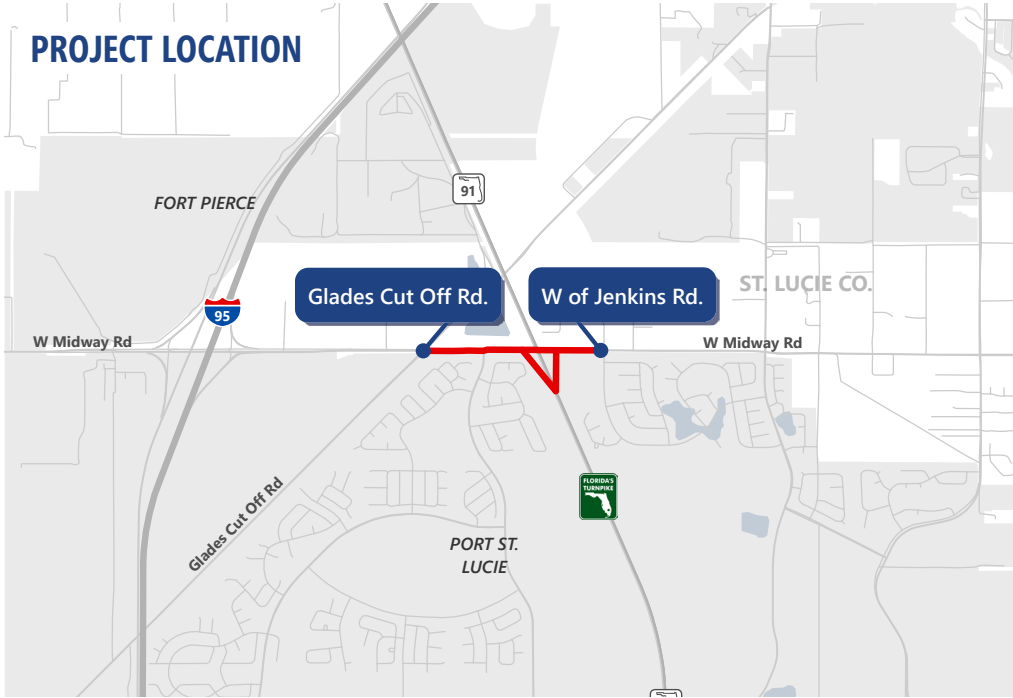 PROJECT LOCATION
91
FORT PIERCE
Glades Cut Off Rd.
W of Jenkins Rd.
ST. LUCIE CO.
95
W Midway Rd
W Midway Rd
FLORIDA'S
TURNPIKE
Glades Cut Off Rd
PORT ST.
LUCIE